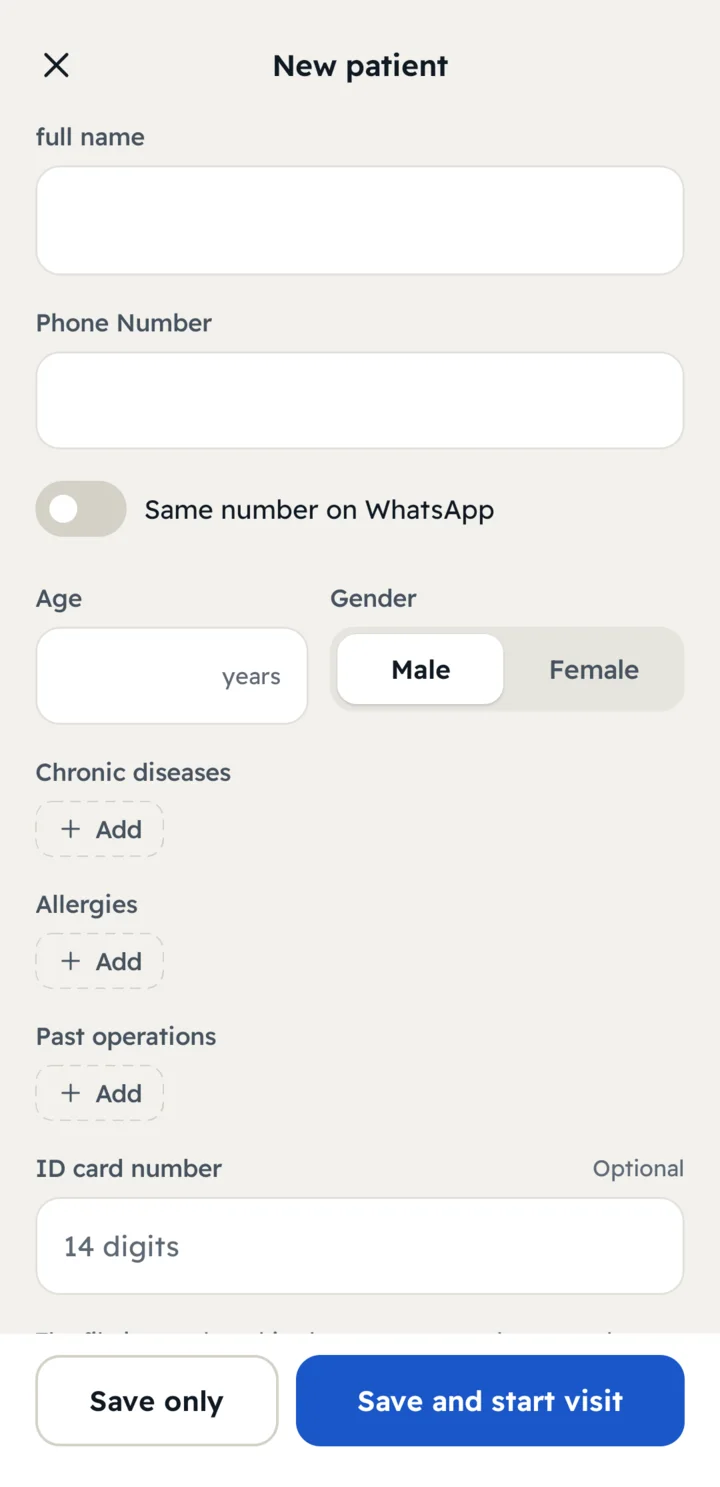 New patient
full name
Phone Number
Same number on WhatsApp
Age
Gender
years
Male
Female
Chronic diseases
+ Add
Allergies
+ Add
Past operations
+ Add
ID card number
Optional
14 digits
Save only
Save and start visit